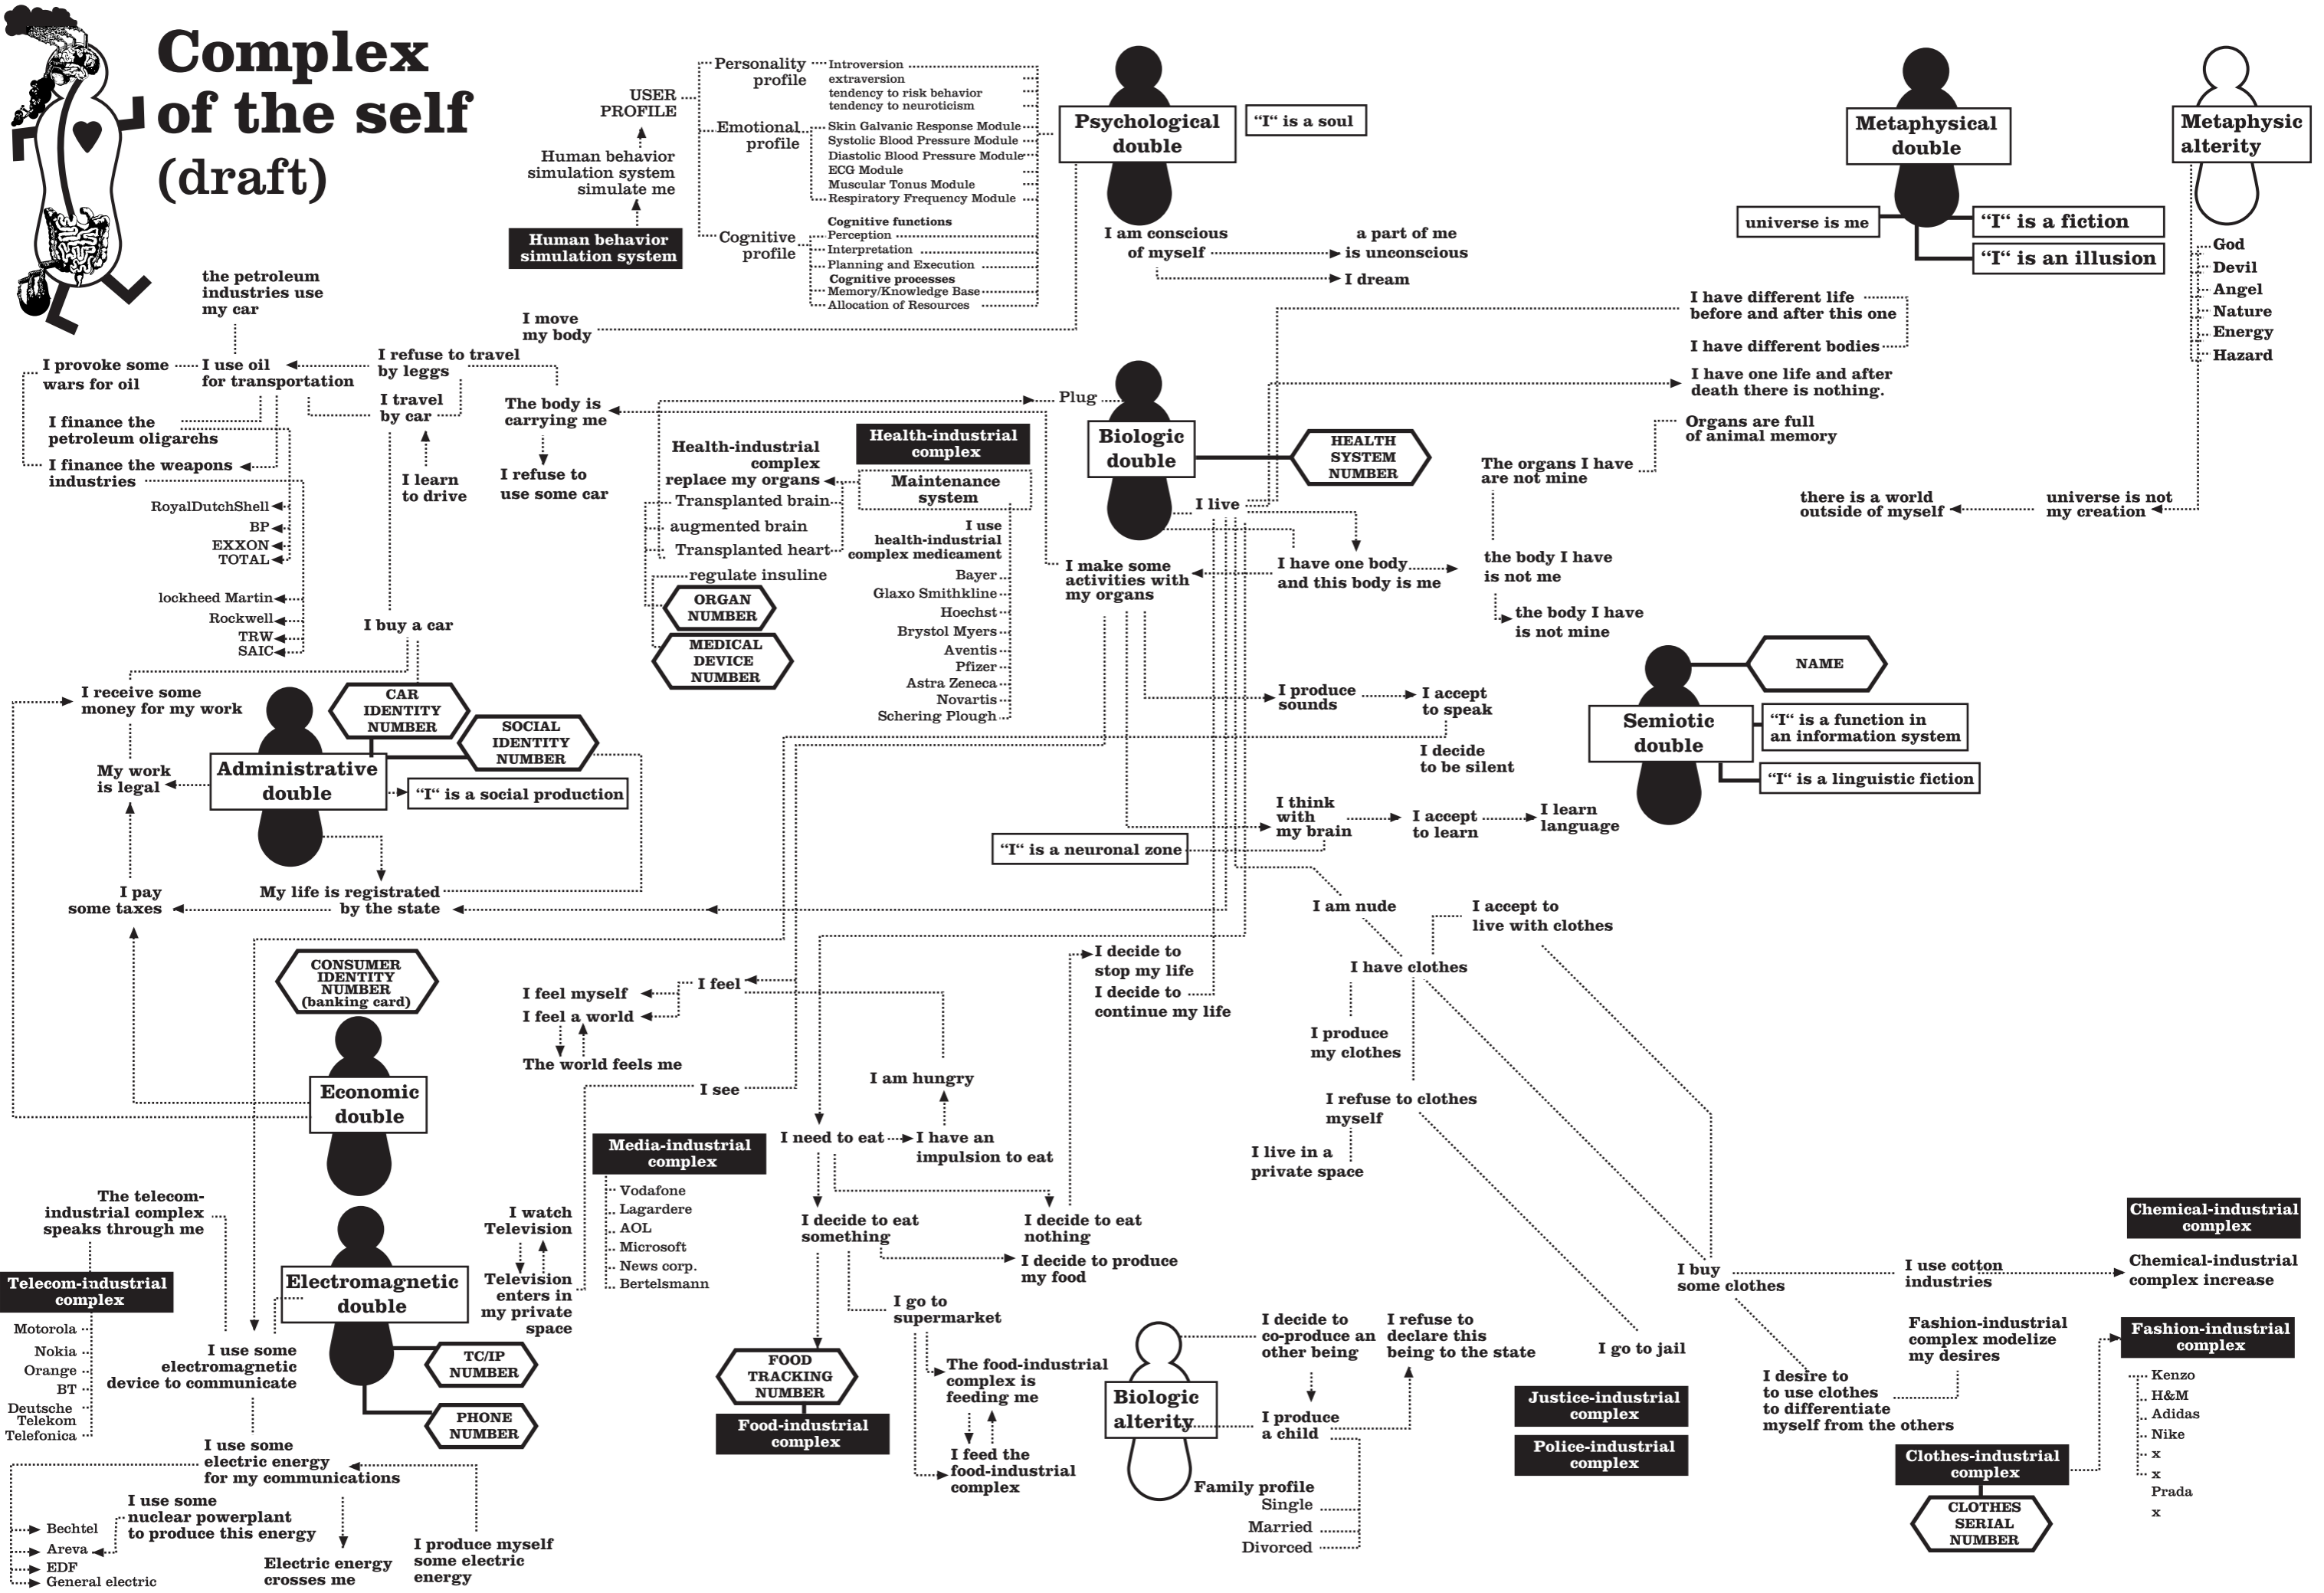 Complex
of the self
(draft)
USER
PROFILE
Human behavior
simulation system
simulate me
Human behavior
simulation system
Personality
profile
Introversion
extraversion
tendency to risk behavior
tendency to neuroticism
Emotional
profile
Skin Galvanic Response Module
Systolic Blood Pressure Module
Diastolic Blood Pressure Module
ECG Module
Muscular Tonus Module
Respiratory Frequency Module
Cognitive
profile
Cognitive functions
Perception
Interpretation
Planning and Execution
Cognitive processes
Memory/Knowledge Base
Allocation of Resources
Psychological
double
“I“ is a soul
I am conscious
of myself
a part of me
is unconscious
I dream
Metaphysical
double
universe is me
“I“ is a fiction
“I“ is an illusion
Metaphysic
alterity
God
Devil
Angel
Nature
Energy
Hazard
I have different life
before and after this one
I have different bodies
I have one life and after
death there is nothing.
Organs are full
of animal memory
The organs I have
are not mine
there is a world
outside of myself
universe is not
my creation
the body I have
is not me
the body I have
is not mine
the petroleum
industries use
my car
I move
my body
I provoke some
wars for oil
I use oil
for transportation
I refuse to travel
by leggs
I travel
by car
The body is
carrying me
I finance the
petroleum oligarchs
I finance the weapons
industries
I learn
to drive
I refuse to
use some car
RoyalDutchShell
BP
EXXON
TOTAL
lockheed Martin
Rockwell
TRW
SAIC
I buy a car
Plug
Biologic
double
HEALTH
SYSTEM
NUMBER
Health-industrial
complex
Health-industrial
complex
replace my organs
Maintenance
system
Transplanted brain
augmented brain
Transplanted heart
regulate insuline
ORGAN
NUMBER
MEDICAL
DEVICE
NUMBER
I use
health-industrial
complex medicament
Bayer
Glaxo Smithkline
Hoechst
Brystol Myers
Aventis
Pfizer
Astra Zeneca
Novartis
Schering Plough
I live
I make some
activities with
my organs
I have one body
and this body is me
I produce
sounds
I accept
to speak
I decide
to be silent
NAME
Semiotic
double
“I“ is a function in
an information system
“I“ is a linguistic fiction
I think
with
my brain
I accept
to learn
I learn
language
“I“ is a neuronal zone
I receive some
money for my work
CAR
IDENTITY
NUMBER
SOCIAL
IDENTITY
NUMBER
My work
is legal
Administrative
double
“I“ is a social production
I pay
some taxes
My life is registrated
by the state
CONSUMER
IDENTITY
NUMBER
(banking card)
Economic
double
I feel
I feel myself
I feel a world
The world feels me
I see
I am hungry
I decide to
stop my life
I decide to
continue my life
I am nude
I accept to
live with clothes
I have clothes
I produce
my clothes
I refuse to clothes
myself
I live in a
private space
I need to eat
I have an
impulsion to eat
Media-industrial
complex
Vodafone
Lagardere
AOL
Microsoft
News corp.
Bertelsmann
I watch
Television
Television
enters in
my private
space
I decide to eat
something
I decide to eat
nothing
I decide to produce
my food
I go to
supermarket
FOOD
TRACKING
NUMBER
Food-industrial
complex
The food-industrial
complex is
feeding me
I feed the
food-industrial
complex
The telecom-
industrial complex
speaks through me
Telecom-industrial
complex
Motorola
Nokia
Orange
BT
Deutsche
Telekom
Telefonica
Electromagnetic
double
TC/IP
NUMBER
PHONE
NUMBER
I use some
electromagnetic
device to communicate
I use some
electric energy
for my communications
I use some
nuclear powerplant
to produce this energy
Bechtel
Areva
EDF
General electric
Electric energy
crosses me
I produce myself
some electric
energy
I decide to
co-produce an
other being
I refuse to
declare this
being to the state
Biologic
alterity
I produce
a child
Family profile
Single
Married
Divorced
I go to jail
Justice-industrial
complex
Police-industrial
complex
I buy
some clothes
I use cotton
industries
Chemical-industrial
complex
Chemical-industrial
complex increase
Fashion-industrial
complex modelize
my desires
Fashion-industrial
complex
I desire to
to use clothes
to differentiate
myself from the others
Kenzo
H&M
Adidas
Nike
x
x
Prada
x
Clothes-industrial
complex
CLOTHES
SERIAL
NUMBER